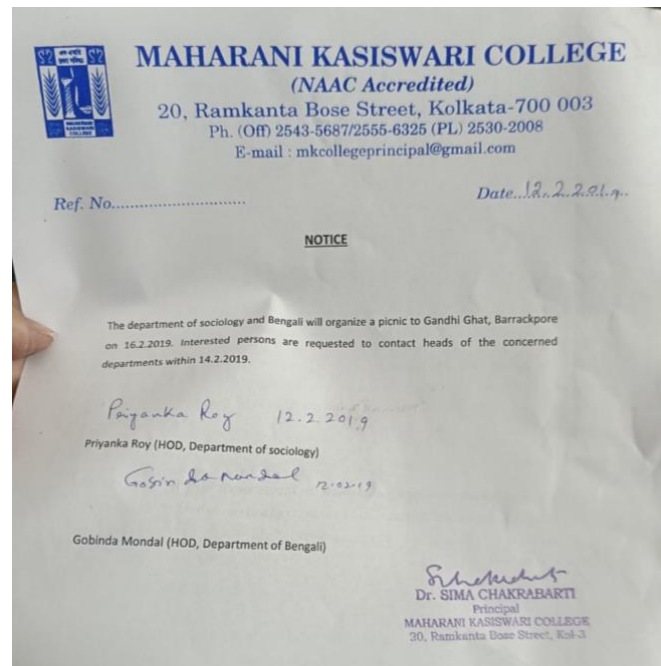 MAHARANI KASISWARI COLLEGE
(NAAC Accredited)
20, Ramkanta Bose Street, Kolkata-700 003
Ph. (Off) 2543-5687/2555-6325 (PL) 2530-2008
E-mail : mkcollegeprincipal@gmail.com
Ref. No............................
Date...12.2.2019..
NOTICE
The department of sociology and Bengali will organize a picnic to Gandhi Ghat, Barrackpore
on 16.2.2019. Interested persons are requested to contact heads of the concerned
departments within 14.2.2019.
Priyanka Roy 12.2.2019
Priyanka Roy (HOD, Department of sociology)
Gobinda Mondal 12.02.19
Gobinda Mondal (HOD, Department of Bengali)
Dr. SIMA CHAKRABARTI
Principal
MAHARANI KASISWARI COLLEGE
20, Ramkanta Bose Street, Kol-3